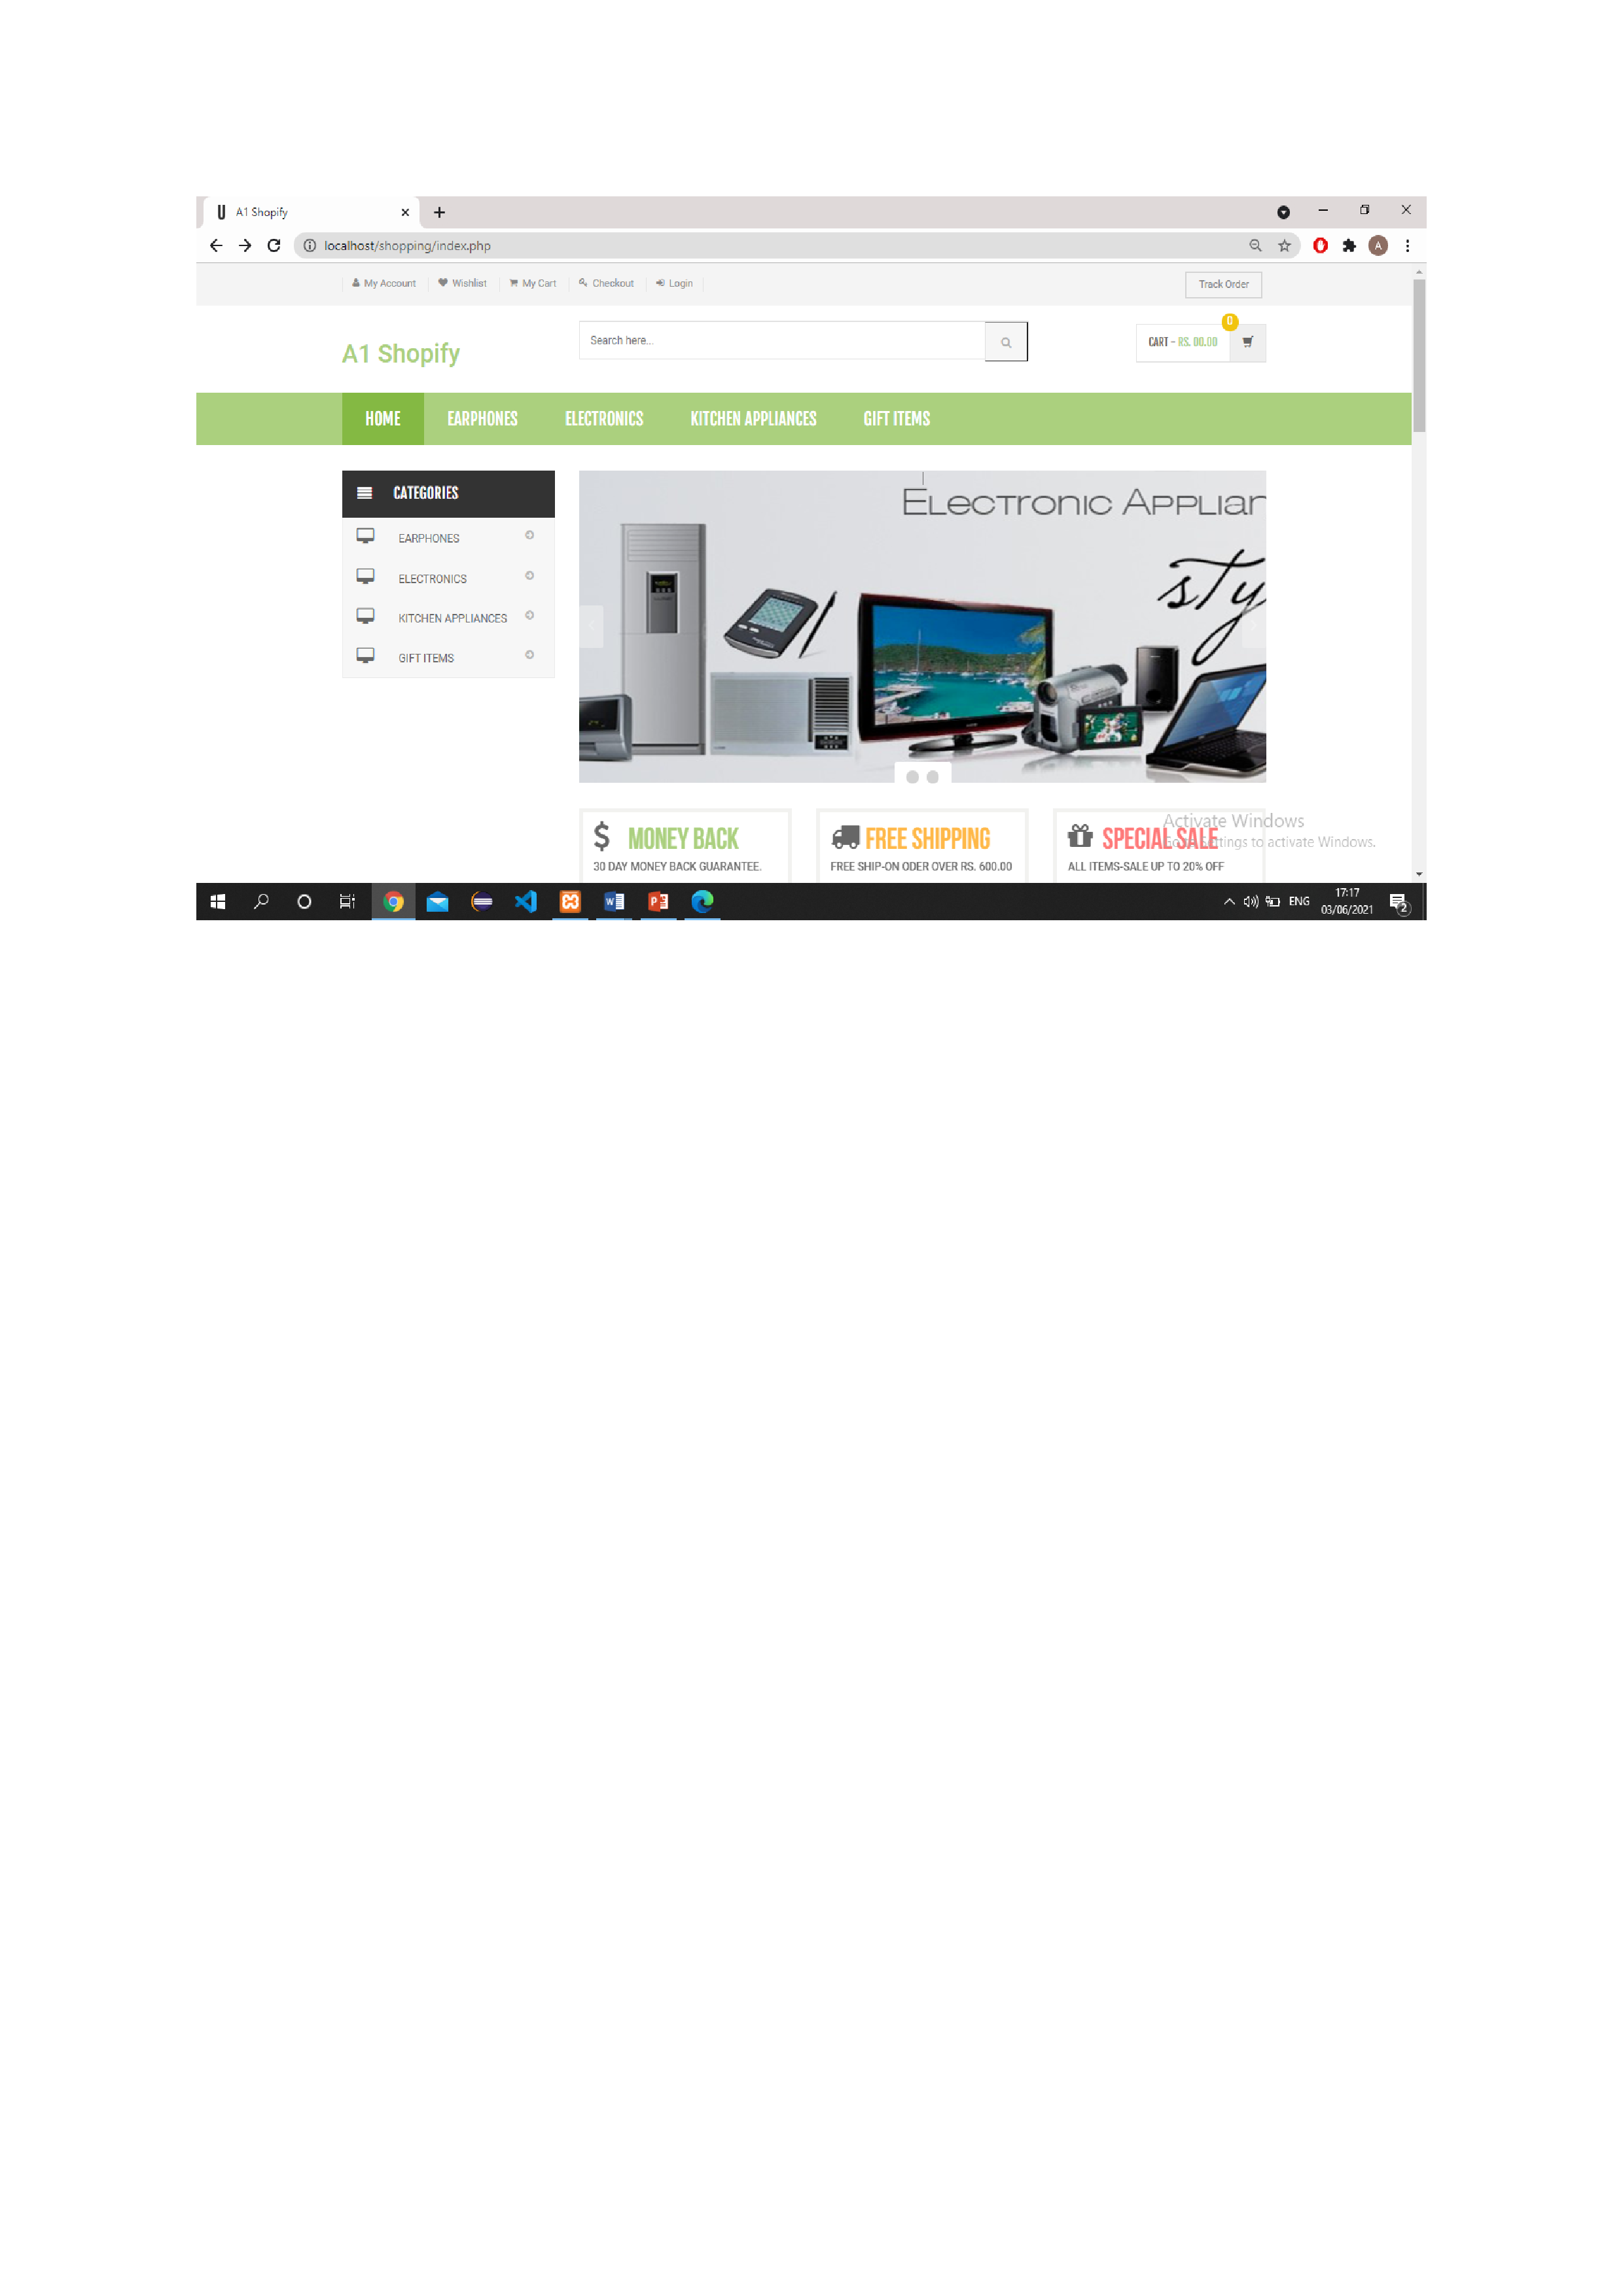 A1 Shopify
localhost/shopping/index.php
A
My Account Wishlist My Cart Checkout Login Track Order
0
Search here...
CART - RS. 00.00
A1 Shopify
HOME EARPHONES ELECTRONICS KITCHEN APPLIANCES GIFT ITEMS
CATEGORIES
EARPHONES
ELECTRONICS
KITCHEN APPLIANCES
GIFT ITEMS
Electronic Applian
sty
MONEY BACK
30 DAY MONEY BACK GUARANTEE.
FREE SHIPPING
FREE SHIP-ON ODER OVER RS. 600.00
SPECIAL SALE
ALL ITEMS-SALE UP TO 20% OFF
Activate Windows
Go to Settings to activate Windows.
ENG
17:17
03/06/2021
2